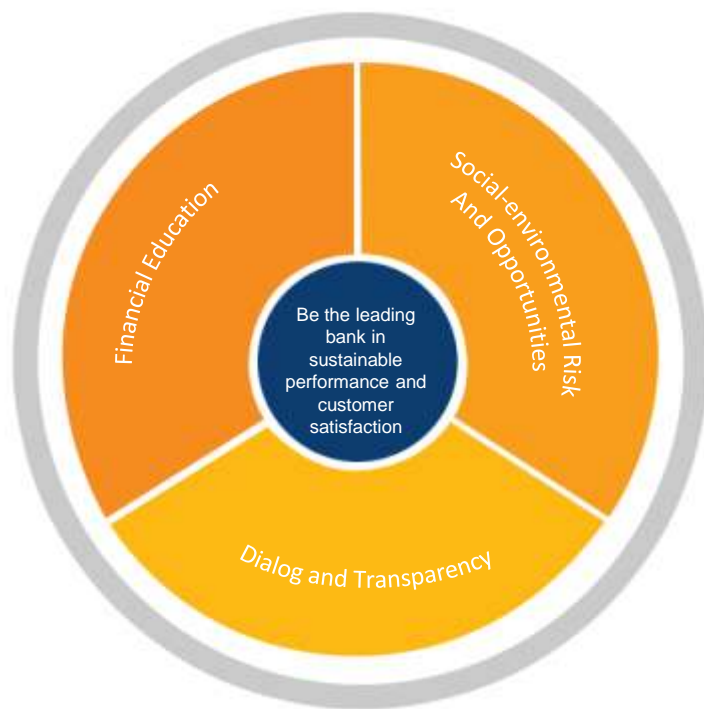 Financial Education
Social-environmental Risk
And Opportunities
Be the leading
bank in
sustainable
performance and
customer
satisfaction
Dialog and Transparency